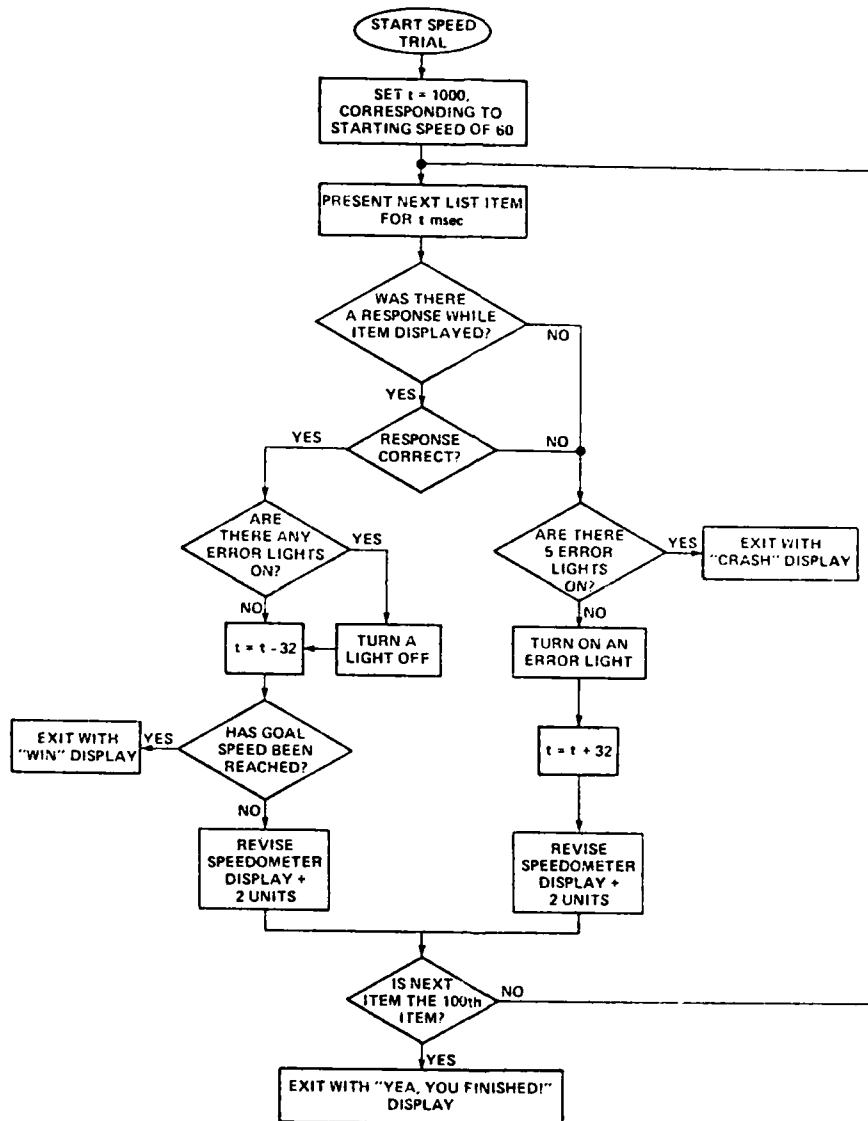 START SPEED
TRIAL
SET t = 1000,
CORRESPONDING TO
STARTING SPEED OF 60
PRESENT NEXT LIST ITEM
FOR t msec
WAS THERE
A RESPONSE WHILE
ITEM DISPLAYED?
NO
YES
RESPONSE
CORRECT?
YES
NO
ARE
THERE ANY
ERROR LIGHTS
ON?
YES
NO
ARE THERE
5 ERROR
LIGHTS
ON?
YES
EXIT WITH
"CRASH" DISPLAY
NO
t = t - 32
TURN A
LIGHT OFF
TURN ON AN
ERROR LIGHT
HAS GOAL
SPEED BEEN
REACHED?
YES
EXIT WITH
"WIN" DISPLAY
NO
t = t + 32
REVISE
SPEEDOMETER
DISPLAY +
2 UNITS
REVISE
SPEEDOMETER
DISPLAY +
2 UNITS
IS NEXT
ITEM THE 100th
ITEM?
NO
YES
EXIT WITH "YEA, YOU FINISHED!"
DISPLAY